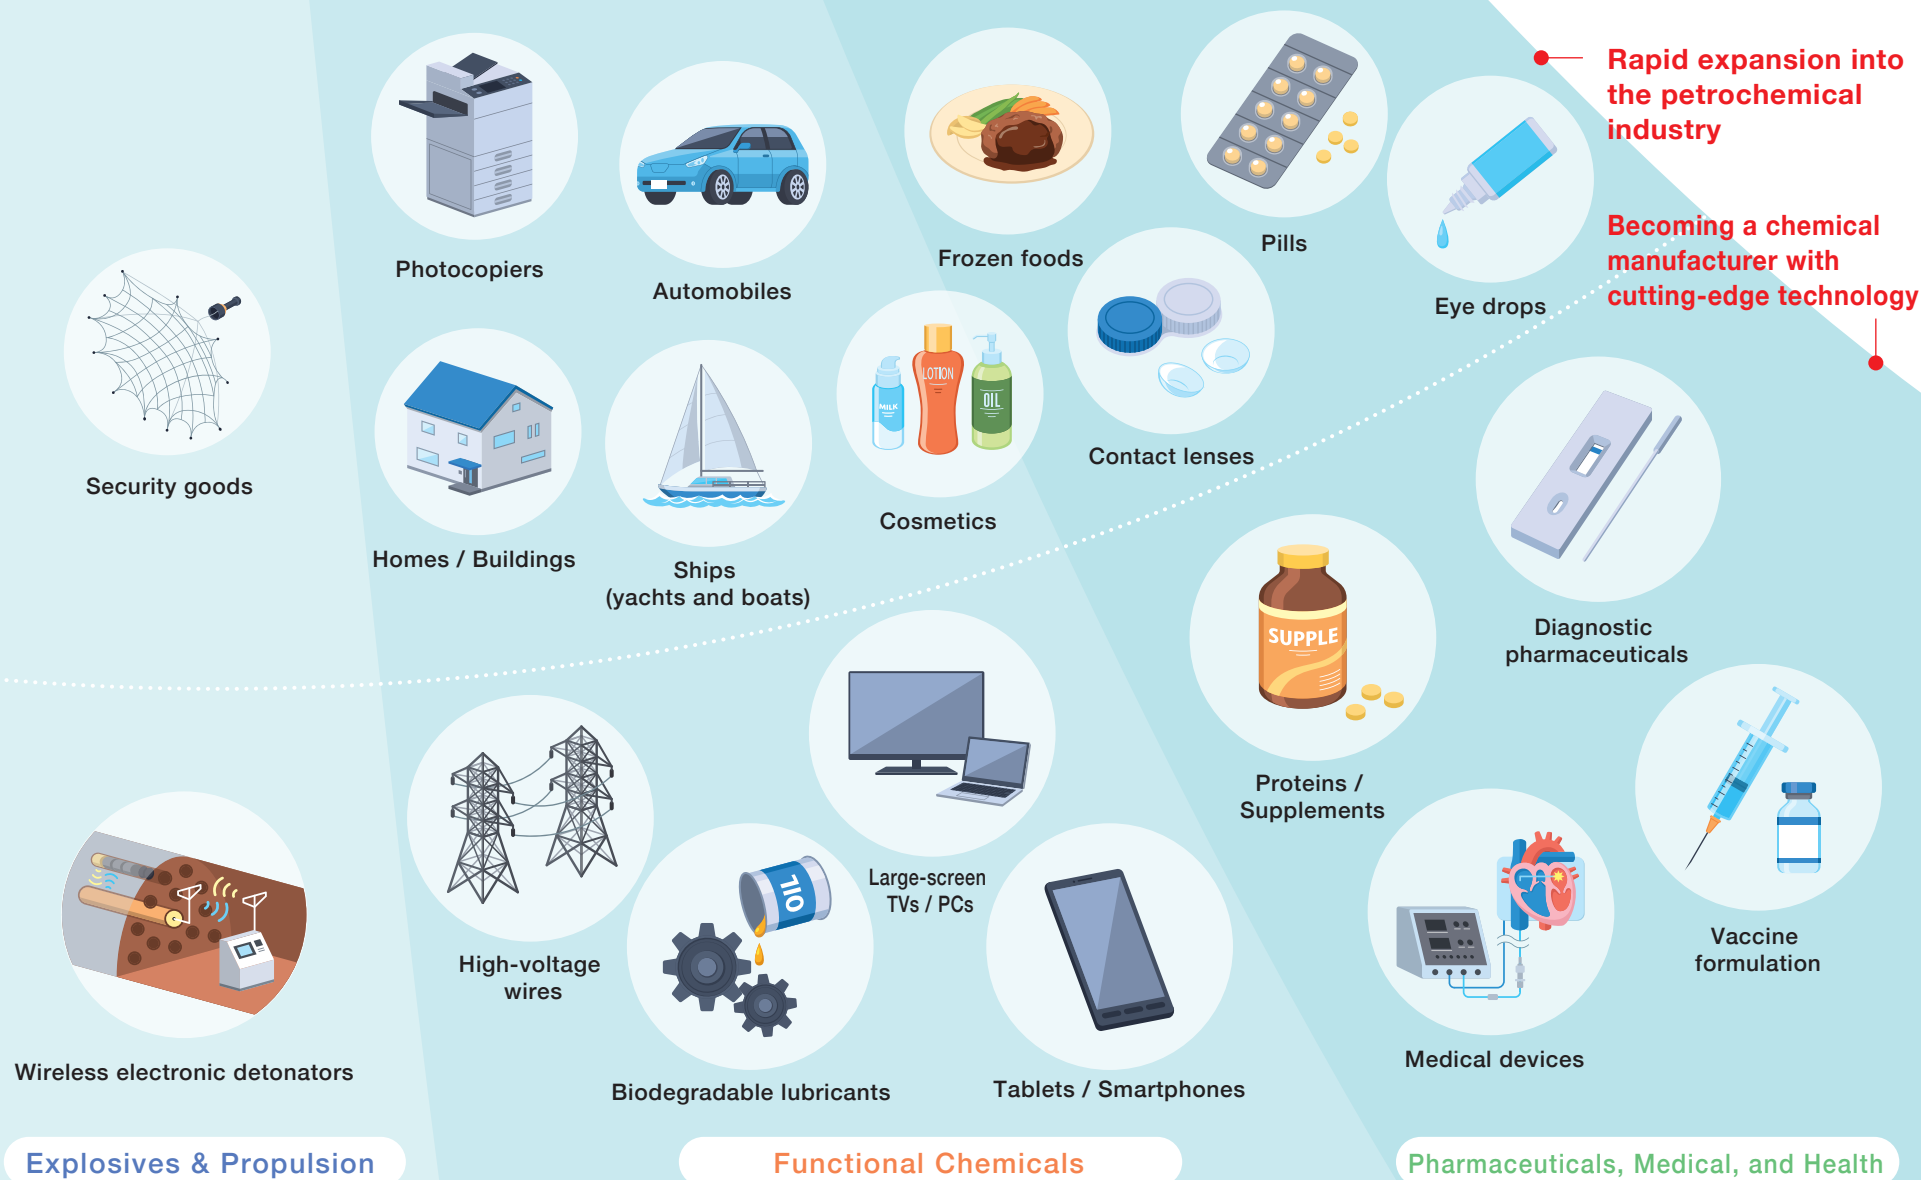 Rapid expansion into
the petrochemical
industry
Becoming a chemical
manufacturer with
cutting-edge technology
Photocopiers
Automobiles
Frozen foods
Pills
Eye drops
Security goods
Homes / Buildings
Ships
(yachts and boats)
MILK
LOTION
OIL
Cosmetics
Contact lenses
SUPPLE
Proteins /
Supplements
Diagnostic
pharmaceuticals
Wireless electronic detonators
High-voltage
wires
OIL
Biodegradable lubricants
Large-screen
TVs / PCs
Tablets / Smartphones
Medical devices
Vaccine
formulation
Explosives & Propulsion
Functional Chemicals
Pharmaceuticals, Medical, and Health